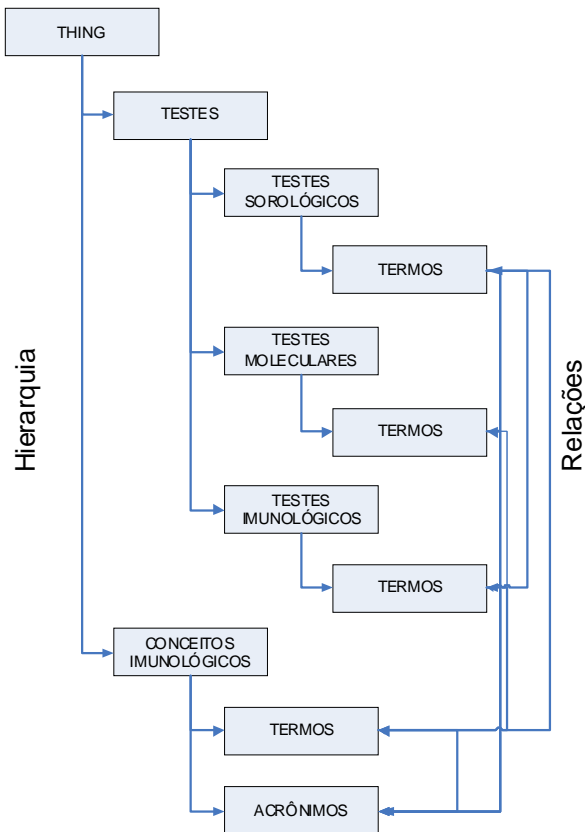 THING
TESTES
TESTES
SOROLÓGICOS
TERMOS
TESTES
MOLECULARES
TERMOS
TESTES
IMUNOLÓGICOS
TERMOS
CONCEITOS
IMUNOLÓGICOS
TERMOS
ACRÔNIMOS
Hierarquia
Relações